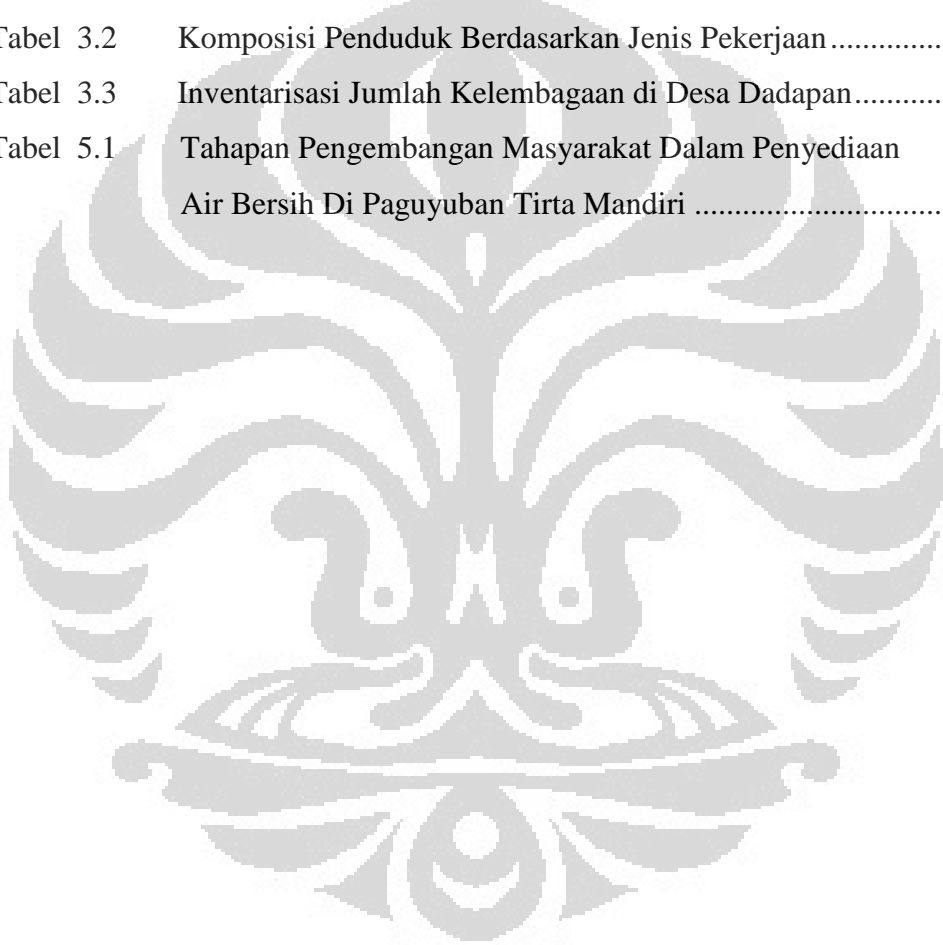 Tabel 3.2 Komposisi Penduduk Berdasarkan Jenis Pekerjaan..............
Tabel 3.3 Inventarisasi Jumlah Kelembagaan di Desa Dadapan...........
Tabel 5.1 Tahapan Pengembangan Masyarakat Dalam Penyediaan
Air Bersih Di Paguyuban Tirta Mandiri ...............................